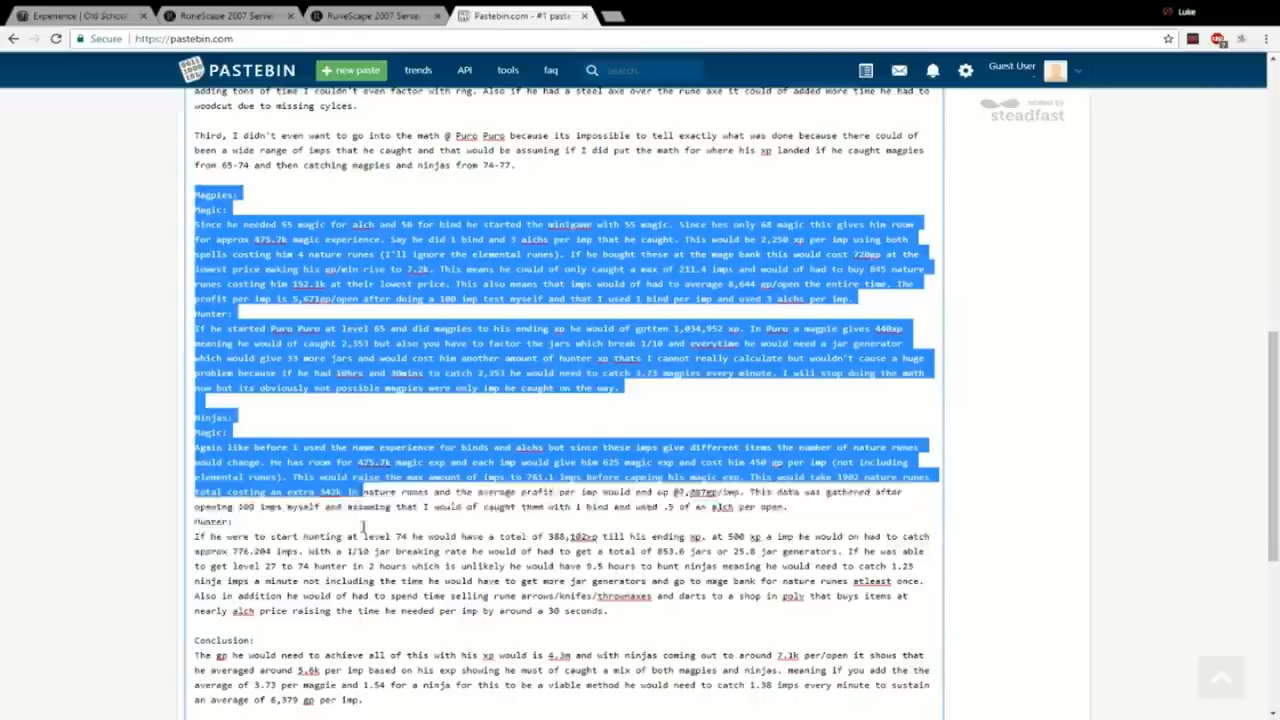 Experience | Old School
RuneScape 2007 Serve
RuneScape 2007 Serve
Pastebin.com - #1 paste
Luke
Secure
https://pastebin.com
PASTEBIN
+ new paste
trends
API
tools
faq
Search...
Guest User
adding tons of time I couldn't even factor with rng. Also if he had a steel axe over the rune axe it could of added more time he had to
woodcut due to missing cylces.
Third, I didn't even want to go into the math @ Puro Puro because its impossible to tell exactly what was done because there could of
been a wide range of imps that he caught and that would be assuming if I did put the math for where his xp landed if he caught magpies
from 65-74 and then catching magpies and ninjas from 74-77.
hosted by
steadfast
Magpies:
Magic:
Since he needed 55 magic for alch and 50 for bind he started the minigame with 55 magic. Since hes only 68 magic this gives him room
for approx 475.7k magic experience. Say he did 1 bind and 3 alchs per imp that he caught. This would be 2,250 xp per imp using both
spells costing him 4 nature runes (I'll ignore the elemental runes). If he bought these at the mage bank this would cost 720gp at the
lowest price making his gp/min rise to 7.2k. This means he could of only caught a max of 211.4 imps and would of had to buy 845 nature
runes costing him 152.1k at their lowest price. This also means that imps would of had to average 8,644 gp/open the entire time. The
profit per imp is 5,671gp/open after doing a 100 imp test myself and that I used 1 bind per imp and used 3 alchs per imp.
Hunter:
If he started Puro Puro at level 65 and did magpies to his ending xp he would of gotten 1,034,952 xp. In Puro a magpie gives 440xp
meaning he would of caught 2,353 but also you have to factor the jars which break 1/10 and everytime he would need a jar generator
which would give 33 more jars and would cost him another amount of hunter xp thats I cannot really calculate but wouldn't cause a huge
problem because if he had 10hrs and 30mins to catch 2,353 he would need to catch 1.73 magpies every minute. I will stop doing the math
now but its obviously not possible magpies were only imp he caught on the way.
Ninjas:
Magic:
Again like before I used the name experience for binds and alchs but since these imps give different items the number of nature runes
would change. He has room for 475.7k magic exp and each imp would give him 625 magic exp and cost him 450 gp per imp (not including
elemental runes). This would raise the max amount of imps to 761.1 imps before capping his magic exp. This would take 1902 nature runes
total costing an extra 342k in nature runes and the average profit per imp would end up This data was gathered after
opening 100 imps myself and assuming that I would of caught them with 1 bind and used .5 of an alch per open.
Hunter:
If he were to start hunting at level 74 he would have a total of 388,102xp till his ending xp. at 500 xp a imp he would on had to catch
approx 776.204 imps. With a 1/10 jar breaking rate he would of had to get a total of 853.6 jars or 25.8 jar generators. If he was able
to get level 27 to 74 hunter in 2 hours which is unlikely he would have 9.5 hours to hunt ninjas meaning he would need to catch 1.23
ninja imps a minute not including the time he would have to get more jar generators and go to mage bank for nature runes atleast once.
Also in addition he would of had to spend time selling rune arrows/knifes/thrownaxes and darts to a shop in poly that buys items at
nearly alch price raising the time he needed per imp by around a 30 seconds.
Conclusion:
The gp he would need to achieve all of this with his xp would is 4.3m and with ninjas coming out to around 7.1k per/open it shows that
he averaged around 5.6k per imp based on his exp showing he must of caught a mix of both magpies and ninjas. meaning if you add the the
average of 3.73 per magpie and 1.54 for a ninja for this to be a viable method he would need to catch 1.38 imps every minute to sustain
an average of 6,379 gp per imp.